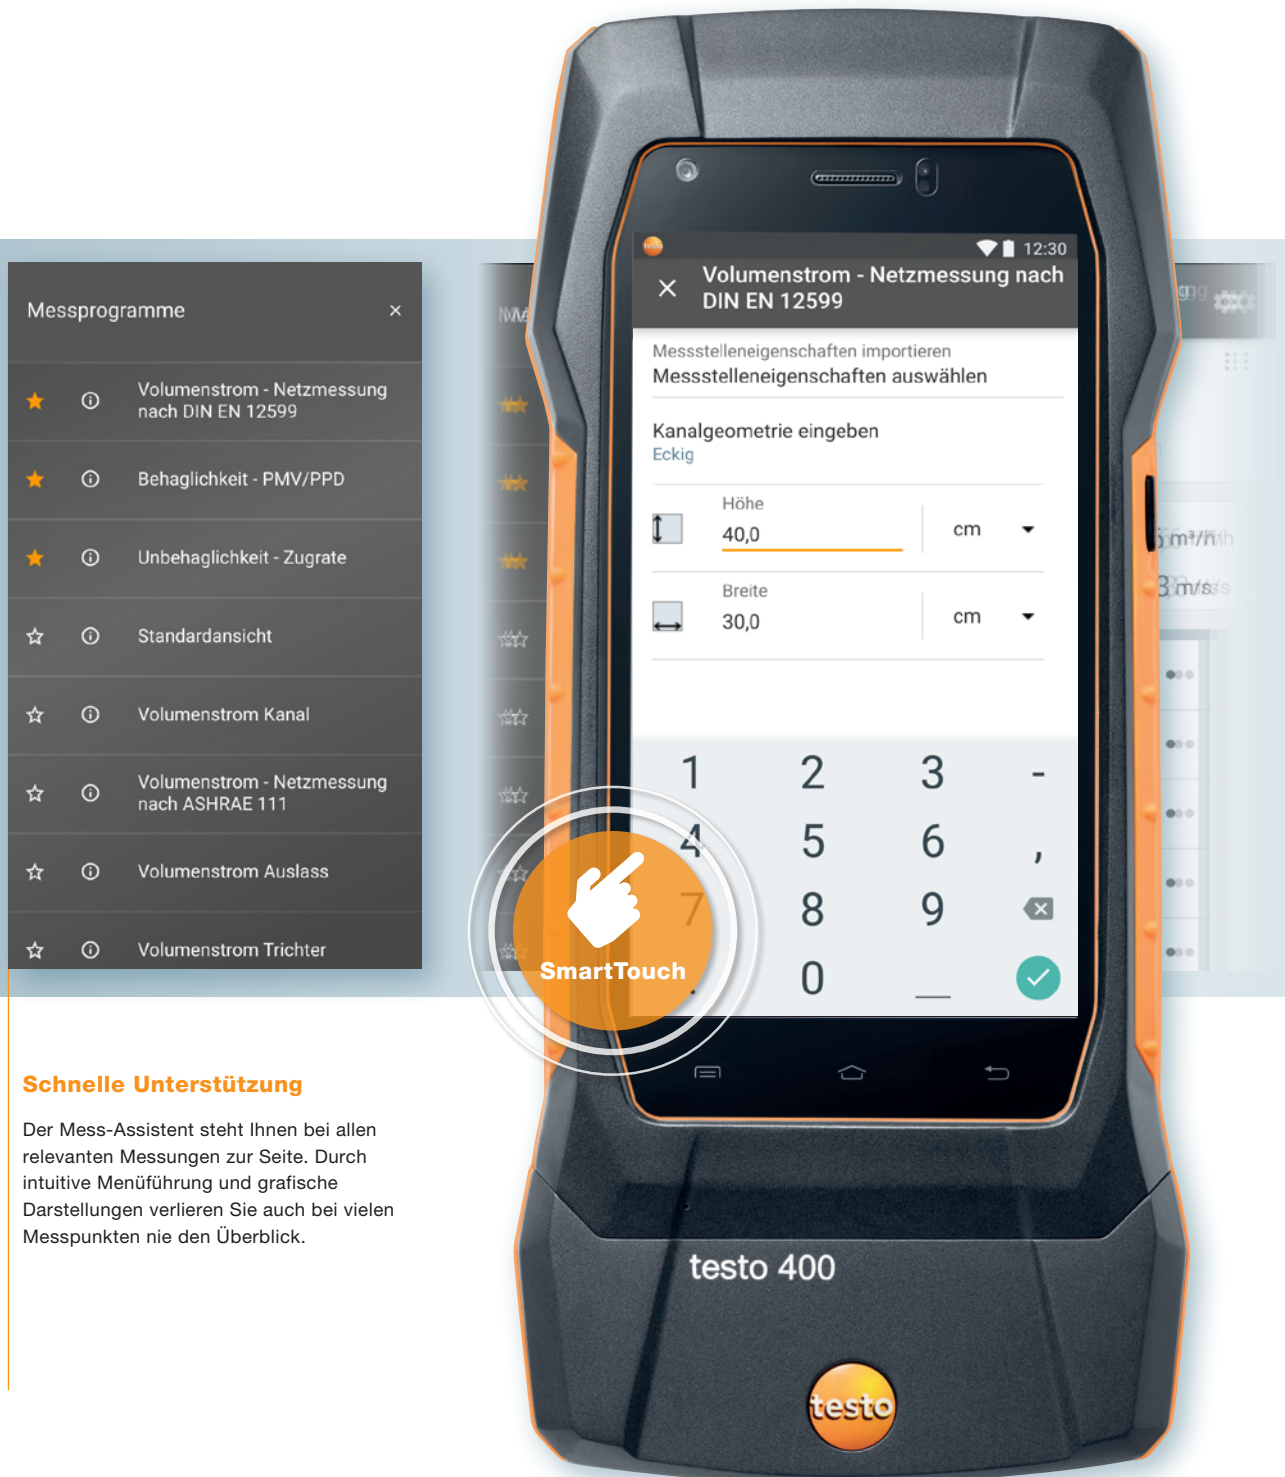 Messprogramme ×
Volumenstrom - Netzmessung
nach DIN EN 12599
Behaglichkeit - PMV/PPD
Unbehaglichkeit - Zugrate
Standardansicht
Volumenstrom Kanal
Volumenstrom - Netzmessung
nach ASHRAE 111
Volumenstrom Auslass
Volumenstrom Trichter
testo
12:30
Volumenstrom - Netzmessung nach
DIN EN 12599
Messstelleneigenschaften importieren
Messstelleneigenschaften auswählen
Kanalgeometrie eingeben
Eckig
Höhe
40,0 cm
Breite
30,0 cm
m³/h
3 m/s
1 2 3 -
4 5 6 ,
7 8 9
. 0 _
SmartTouch
Schnelle Unterstützung
Der Mess-Assistent steht Ihnen bei allen
relevanten Messungen zur Seite. Durch
intuitive Menüführung und grafische
Darstellungen verlieren Sie auch bei vielen
Messpunkten nie den Überblick.
testo 400
testo